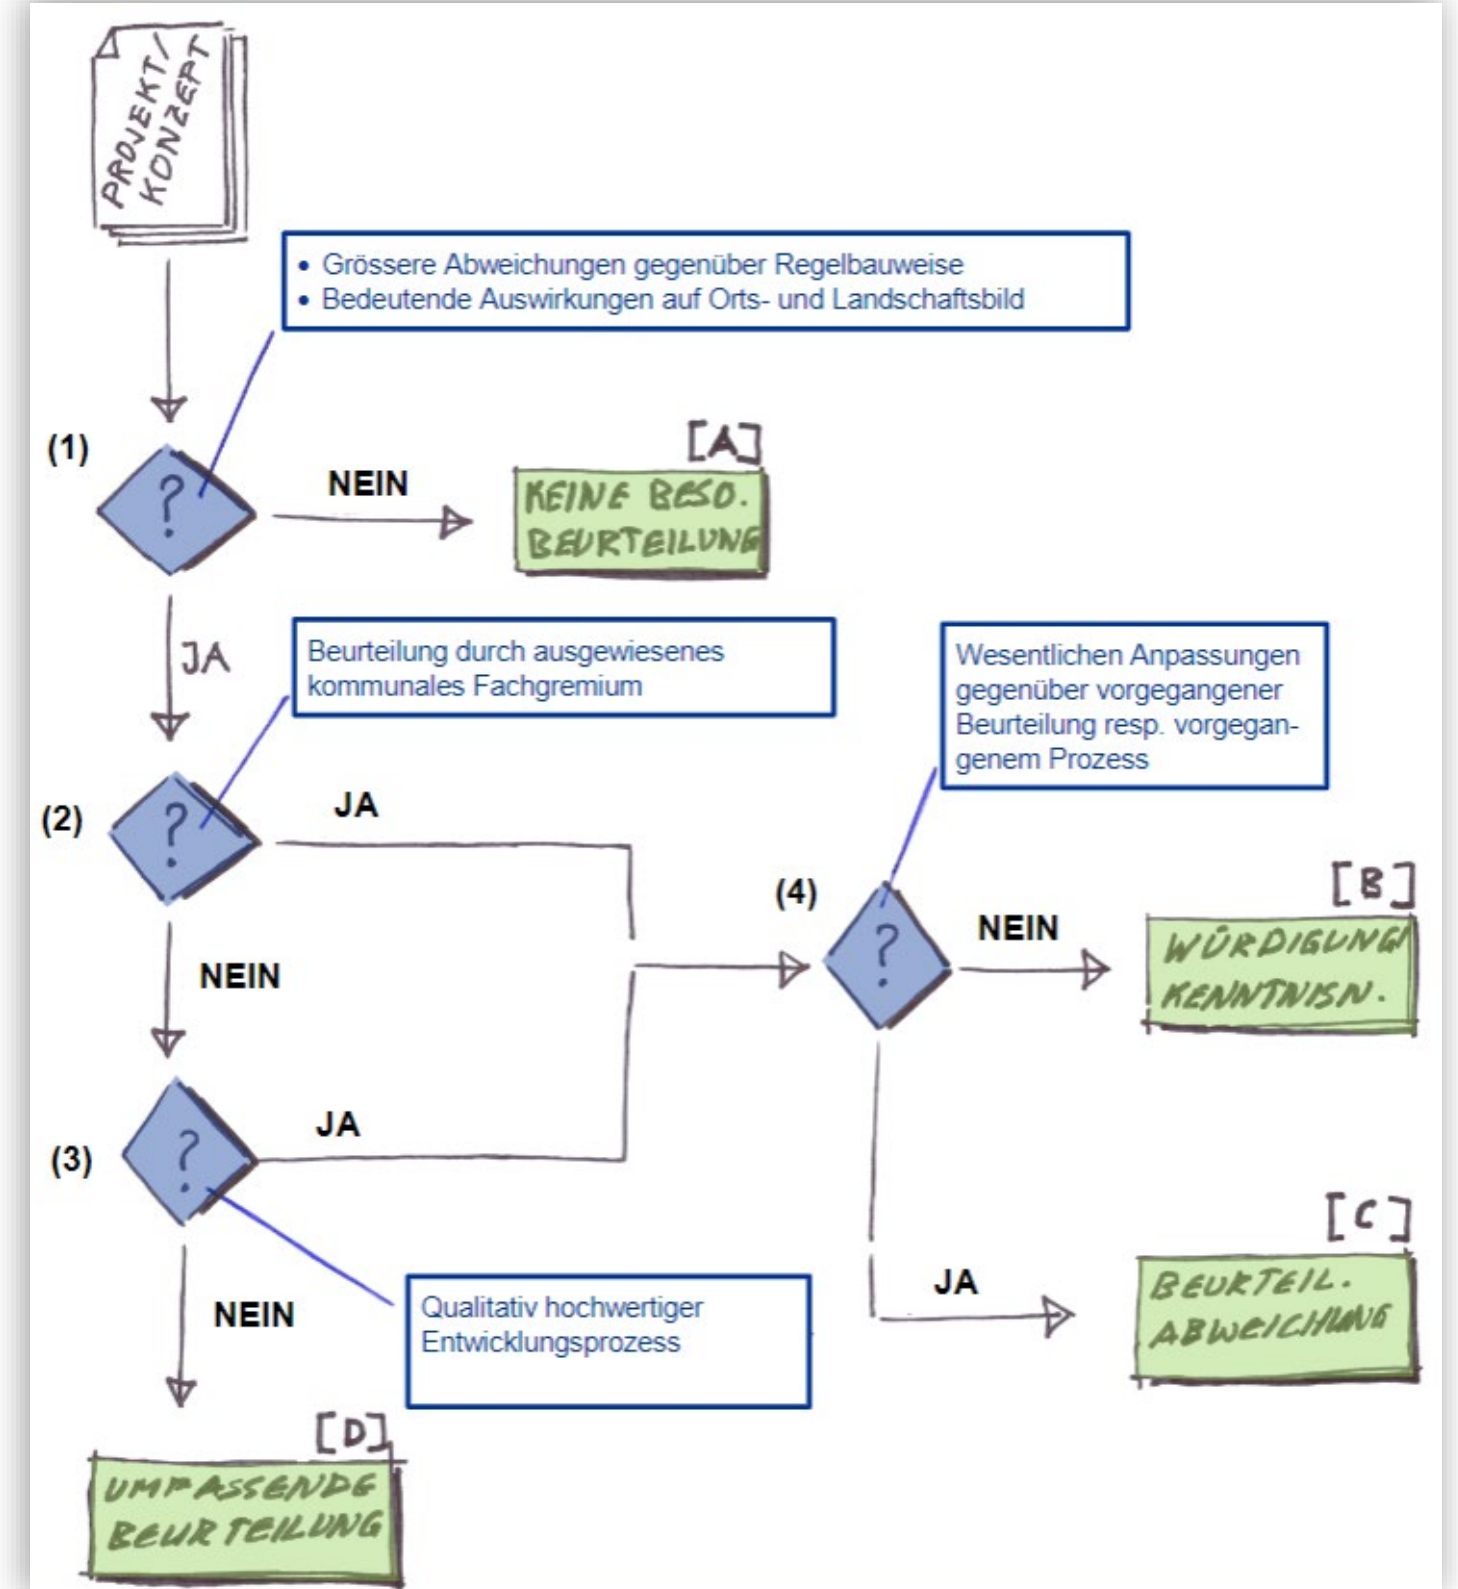 PROJEKT/
KONZEPT
• Grössere Abweichungen gegenüber Regelbauweise
• Bedeutende Auswirkungen auf Orts- und Landschaftsbild
(1)
?
NEIN
[A]
KEINE BESO.
BEURTEILUNG
JA
Beurteilung durch ausgewiesenes
kommunales Fachgremium
Wesentlichen Anpassungen
gegenüber vorgegangener
Beurteilung resp. vorgegan-
genem Prozess
(2)
?
JA
(4)
?
NEIN
[B]
WÜRDIGUNG/
KENNTNISN.
NEIN
(3)
?
JA
[C]
BEURTEIL.
ABWEICHUNG
JA
NEIN
Qualitativ hochwertiger
Entwicklungsprozess
[D]
UMFASSENDE
BEURTEILUNG